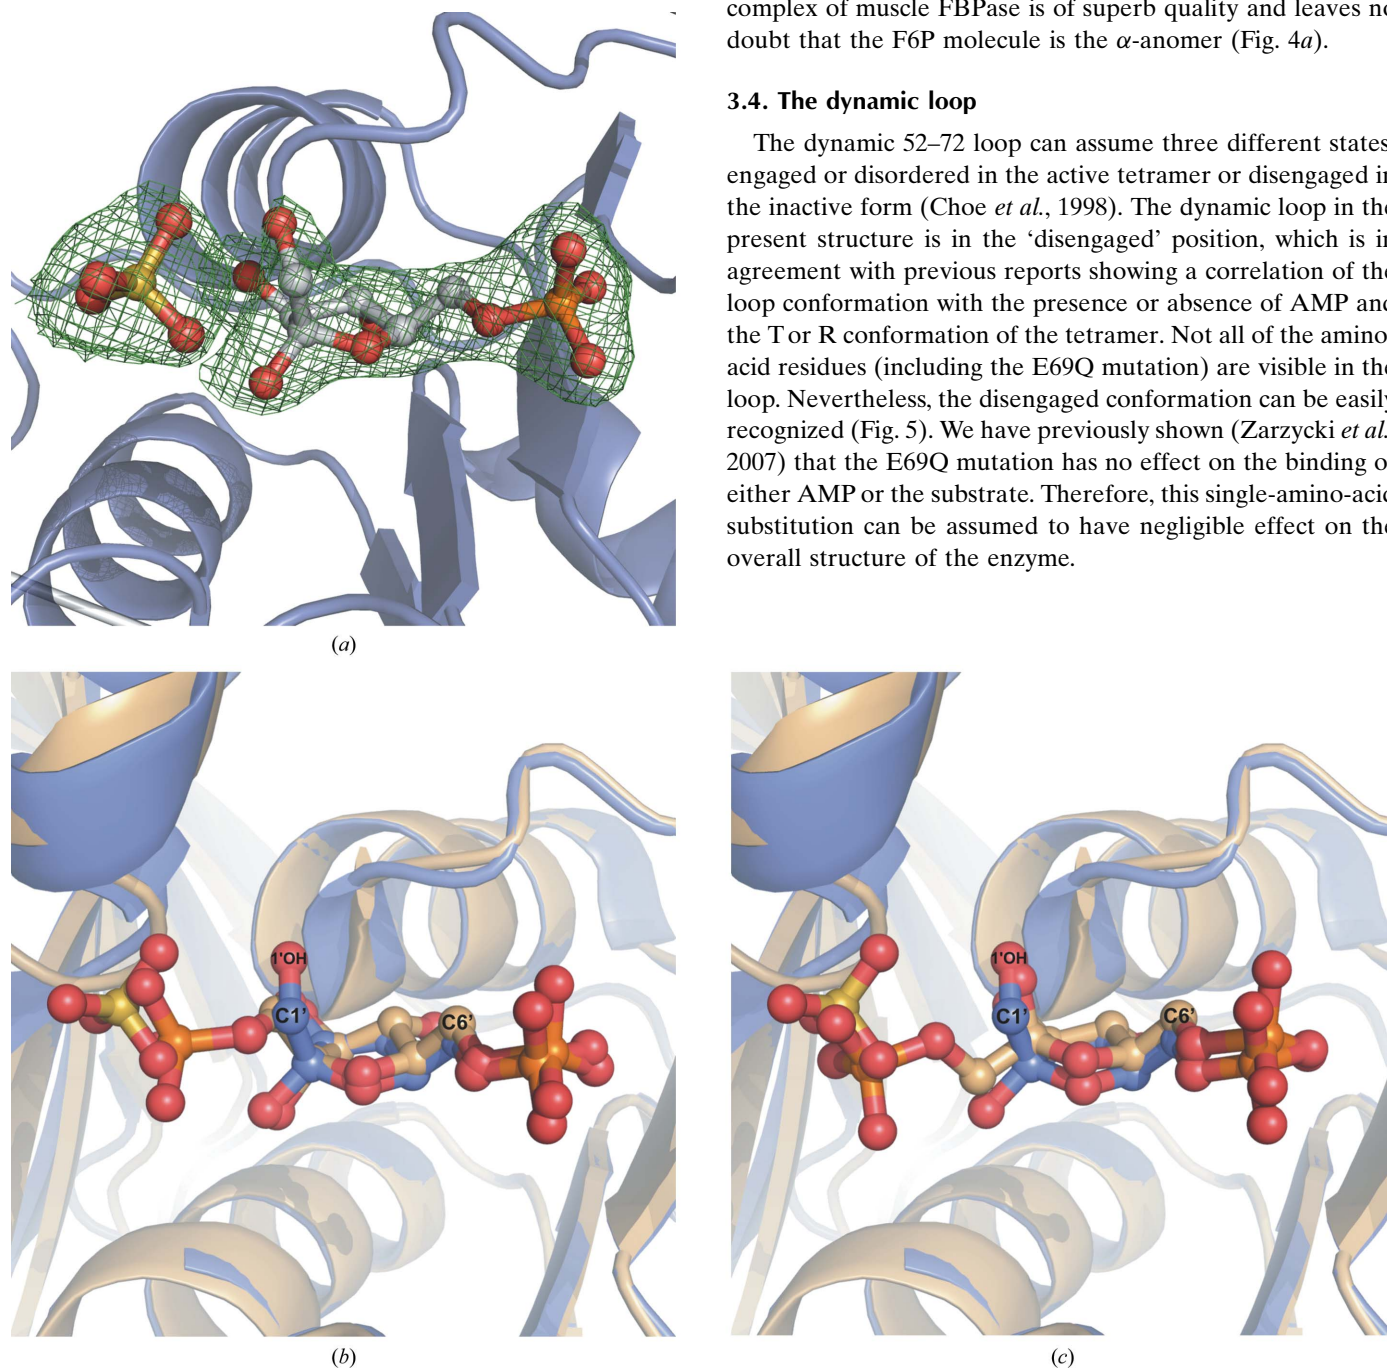 complex of muscle FBPase is of superb quality and leaves no
doubt that the F6P molecule is the α-anomer (Fig. 4a).
3.4. The dynamic loop
The dynamic 52–72 loop can assume three different states
engaged or disordered in the active tetramer or disengaged in
the inactive form (Choe et al., 1998). The dynamic loop in the
present structure is in the ‘disengaged’ position, which is in
agreement with previous reports showing a correlation of the
loop conformation with the presence or absence of AMP and
the T or R conformation of the tetramer. Not all of the amino-
acid residues (including the E69Q mutation) are visible in the
loop. Nevertheless, the disengaged conformation can be easily
recognized (Fig. 5). We have previously shown (Zarzycki et al.
2007) that the E69Q mutation has no effect on the binding of
either AMP or the substrate. Therefore, this single-amino-acid
substitution can be assumed to have negligible effect on the
overall structure of the enzyme.
(a)
1'OH
C1'
C6'
(b)
1'OH
C1'
C6'
(c)